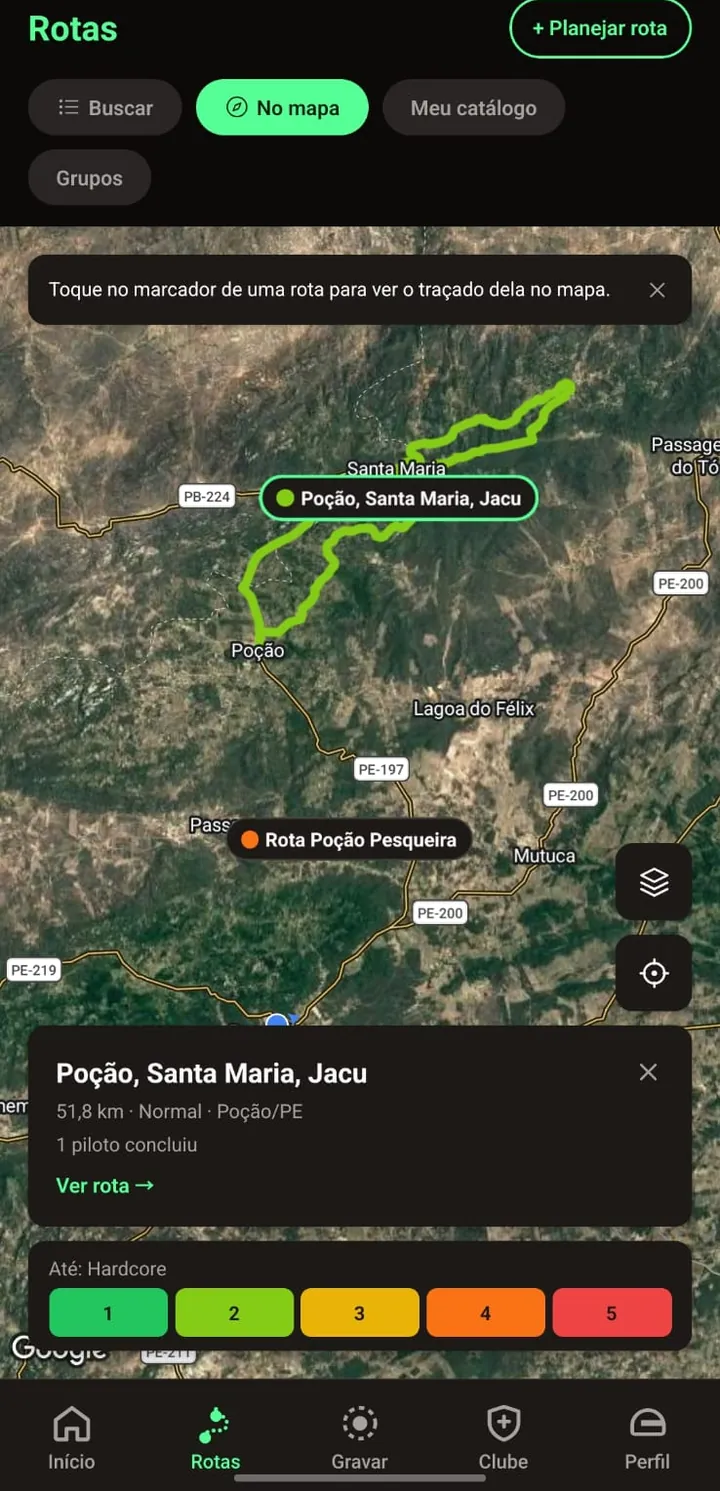 Rotas
+ Planejar rota
Buscar
No mapa
Meu catálogo
Grupos
Toque no marcador de uma rota para ver o traçado dela no mapa.
Santa Maria
Passage
do Tó
PB-224
Poção, Santa Maria, Jacu
PE-200
Poção
Lagoa do Félix
PE-197
PE-200
Pass
Rota Poção Pesqueira
Mutuca
PE-200
PE-219
Poção, Santa Maria, Jacu
51,8 km · Normal · Poção/PE
1 piloto concluiu
Ver rota →
Até: Hardcore
1
2
3
4
5
Google
PE-211
Início
Rotas
Gravar
Clube
Perfil